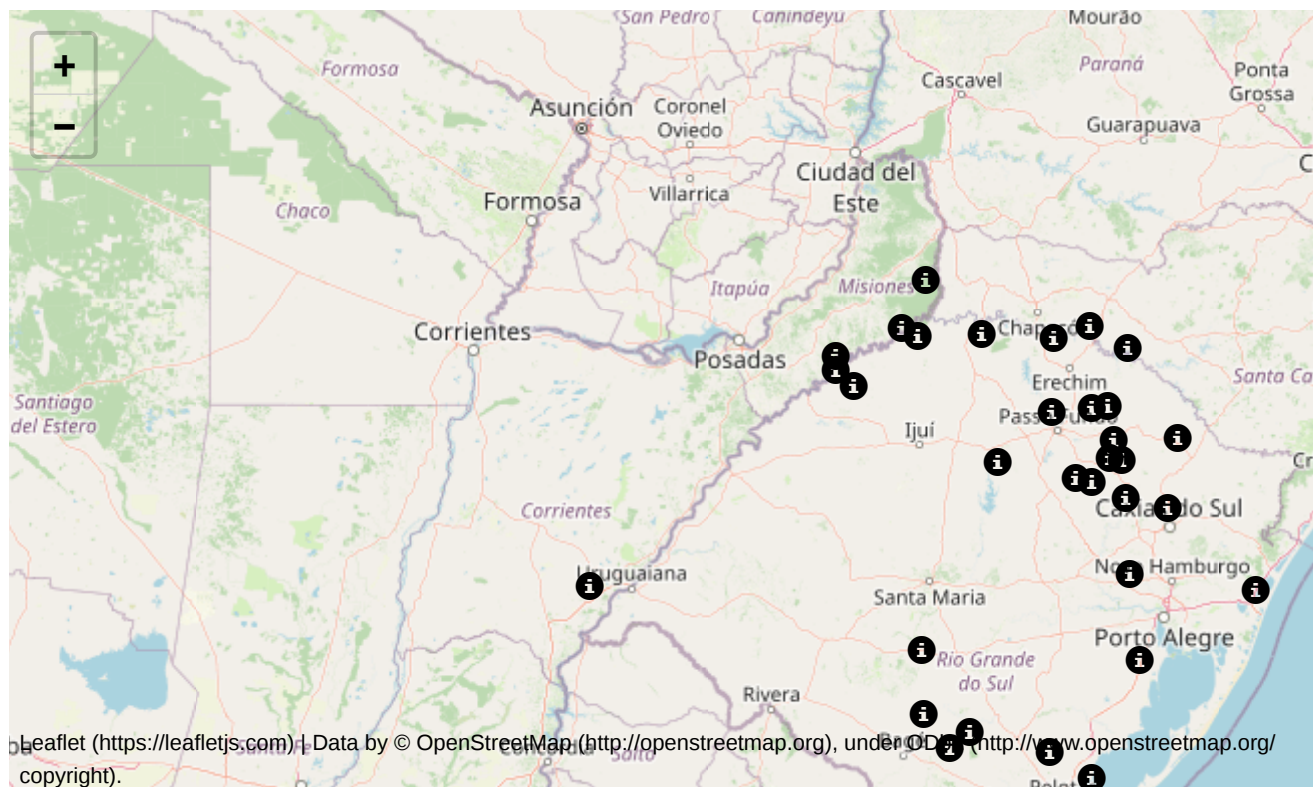 San Pedro
Canindeyú
Mourão
+
−
Formosa
Paraná
Cascavel
Ponta
Grossa
Asunción
Coronel
Oviedo
Guarapuava
Ciudad del
Este
Villarrica
Formosa
Chaco
Misiones
Itapúa
Corrientes
Posadas
Erechim
Santa Ca
Santiago
del Estero
Ijuí
Corrientes
Uruguaiana
Santa Maria
Porto Alegre
Rio Grande
do Sul
Rivera
Leaflet (https://leafletjs.com) | Data by © OpenStreetMap (http://openstreetmap.org), under ODbL (http://www.openstreetmap.org/
copyright).